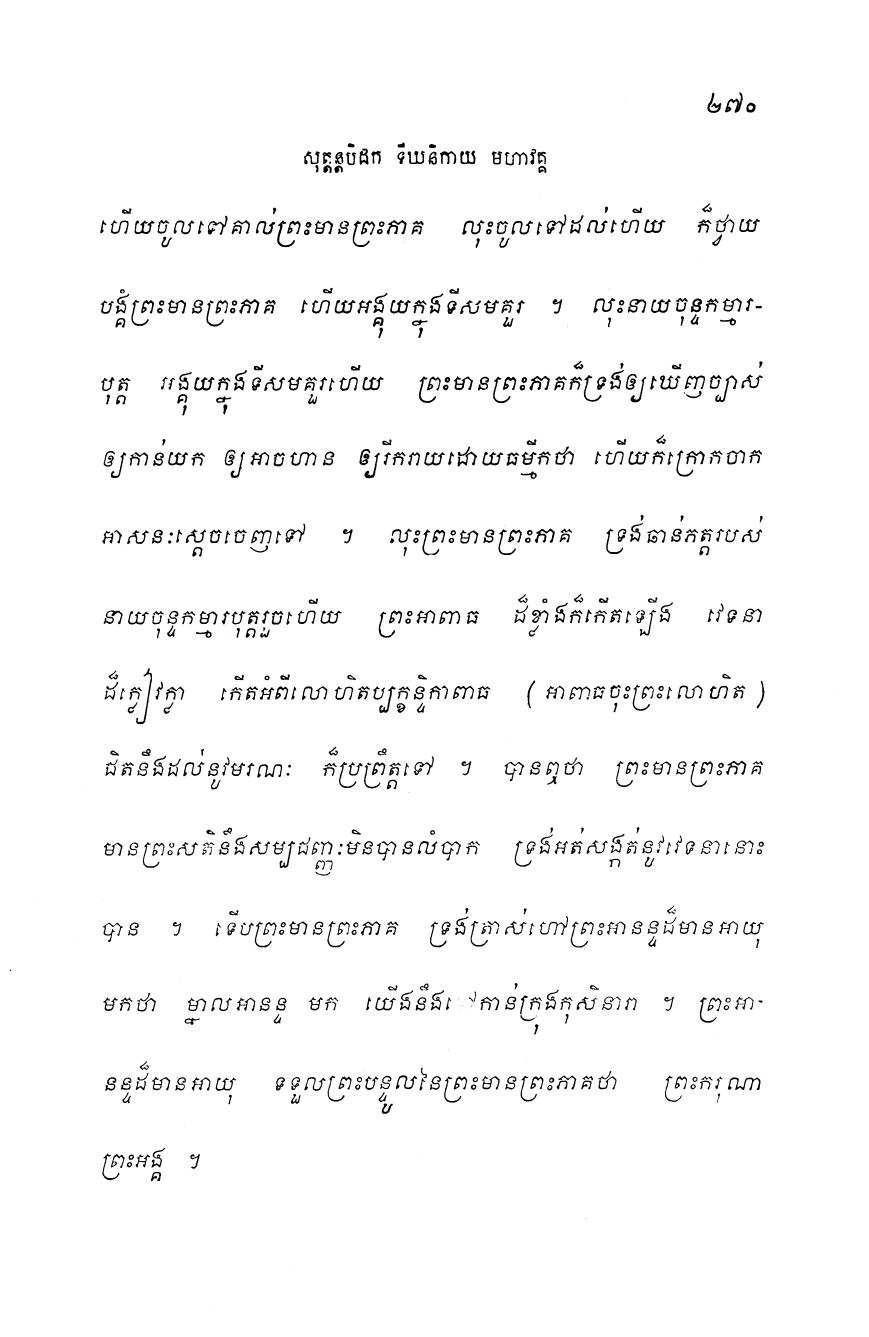 ២៧០
សុត្តន្តបិដក ទីឃនិកាយ មហាវគ្គ
ហើយចូលទៅគាល់ព្រះមានព្រះភាគ លុះចូលទៅដល់ហើយ ក៏ថ្វាយ
បង្គំព្រះមានព្រះភាគ ហើយអង្គុយក្នុងទីសមគួរ ។ លុះនាយចុន្ទកម្មារ-
បុត្ត អង្គុយក្នុងទីសមគួរហើយ ព្រះមានព្រះភាគក៏ទ្រង់ឲ្យឃើញច្បាស់
ឲ្យកាន់យក ឲ្យអាចហាន ឲ្យរីករាយដោយធម្មីកថា ហើយក៏ក្រោកចាក
អាសនៈស្តេចចេញទៅ ។ លុះព្រះមានព្រះភាគ ទ្រង់ឆាន់ភត្តរបស់
នាយចុន្ទកម្មារបុត្តរួចហើយ ព្រះអាពាធ ដ៏ខ្លាំងក៏កើតឡើង វេទនា
ដ៏ក្លៀវក្លា កើតអំពីលោហិតប្បក្ខន្ទិកាពាធ (អាពាធចុះព្រះលោហិត)
ជិតនឹងដល់នូវមរណៈ ក៏ប្រព្រឹត្តទៅ ។ បានឮថា ព្រះមានព្រះភាគ
មានព្រះសតិនឹងសម្បជញ្ញៈមិនបានលំបាក ទ្រង់អត់សង្កត់នូវវេទនានោះ
បាន ។ ទើបព្រះមានព្រះភាគ ទ្រង់ត្រាស់ហៅព្រះអានន្ទដ៏មានអាយុ
មកថា ម្នាលអានន្ទ មក យើងនឹងទៅកាន់ក្រុងកុសិនារា ។ ព្រះអា-
នន្ទដ៏មានអាយុ ទទួលព្រះបន្ទូលនៃព្រះមានព្រះភាគថា ព្រះករុណា
ព្រះអង្គ ។